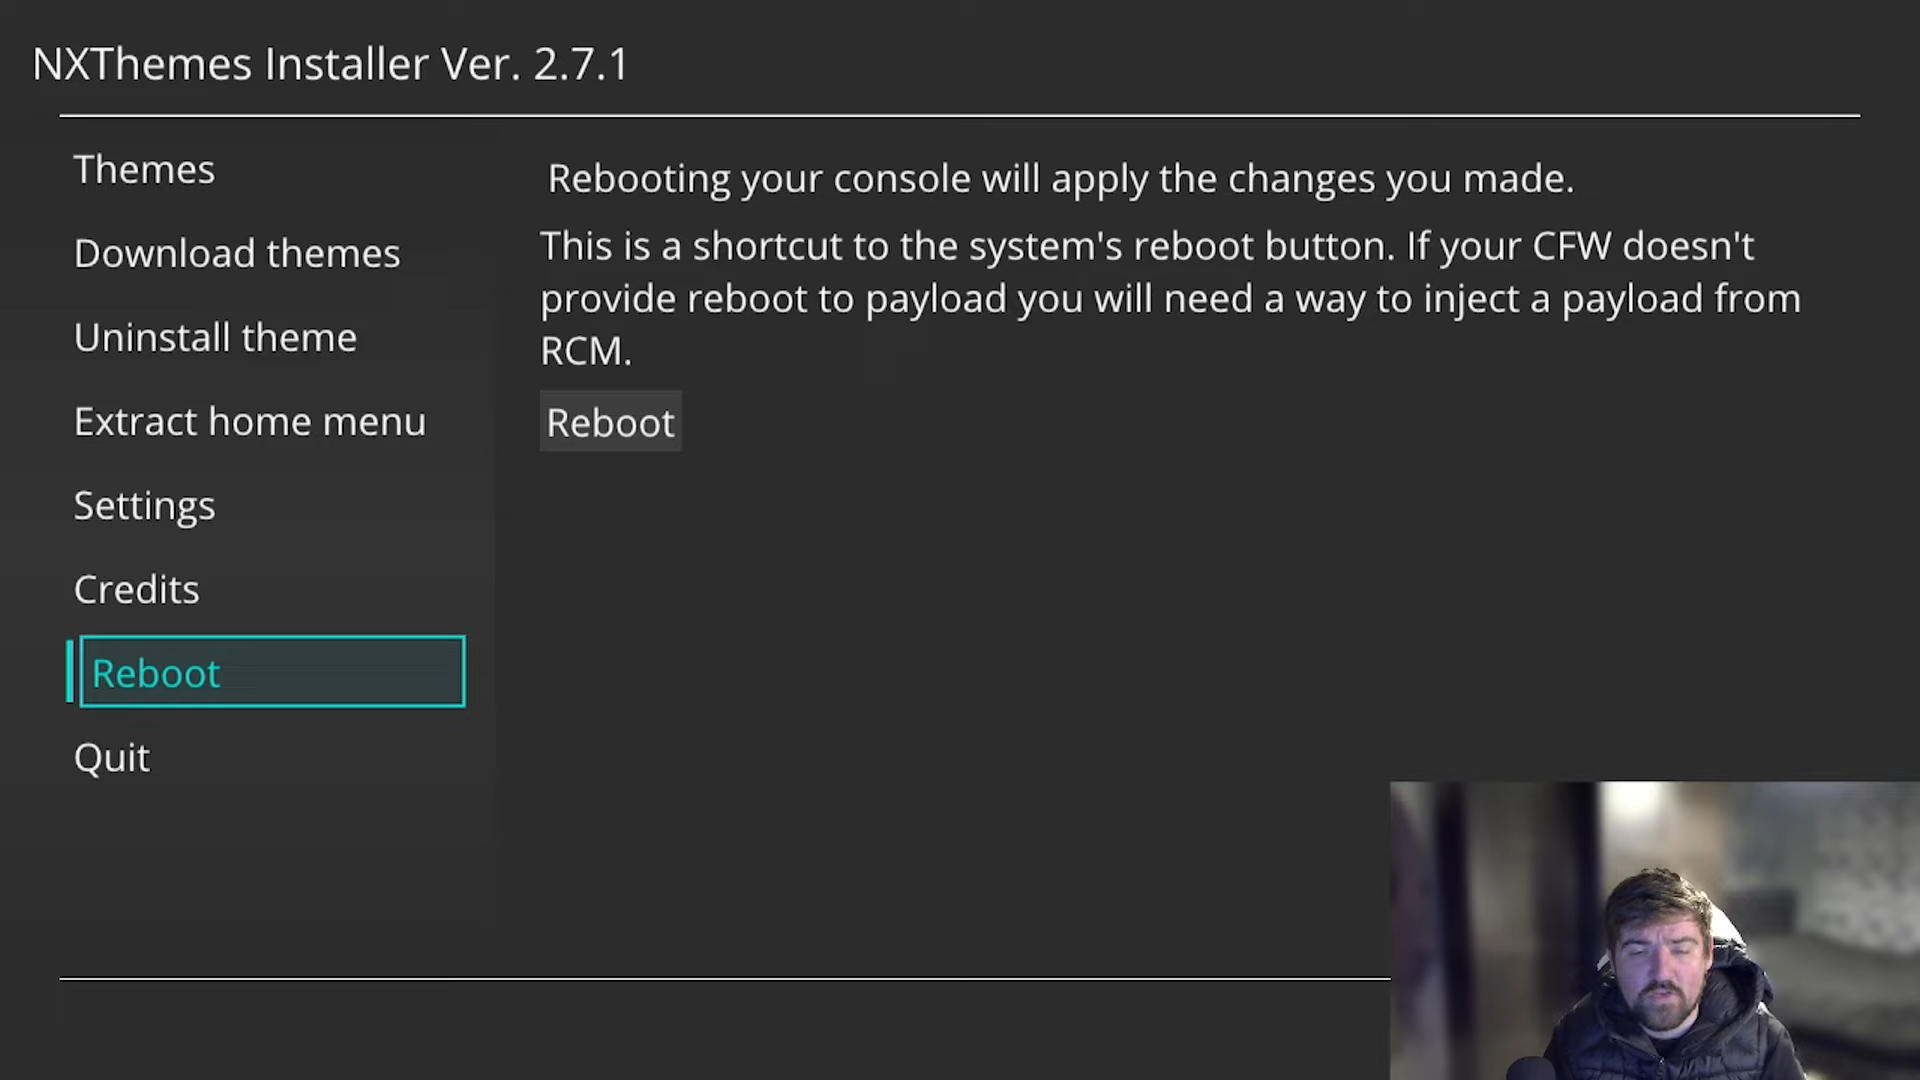 NXThemes Installer Ver. 2.7.1
Themes
Download themes
Uninstall theme
Extract home menu
Settings
Credits
Reboot
Quit
Rebooting your console will apply the changes you made.
This is a shortcut to the system's reboot button. If your CFW doesn't
provide reboot to payload you will need a way to inject a payload from
RCM.
Reboot